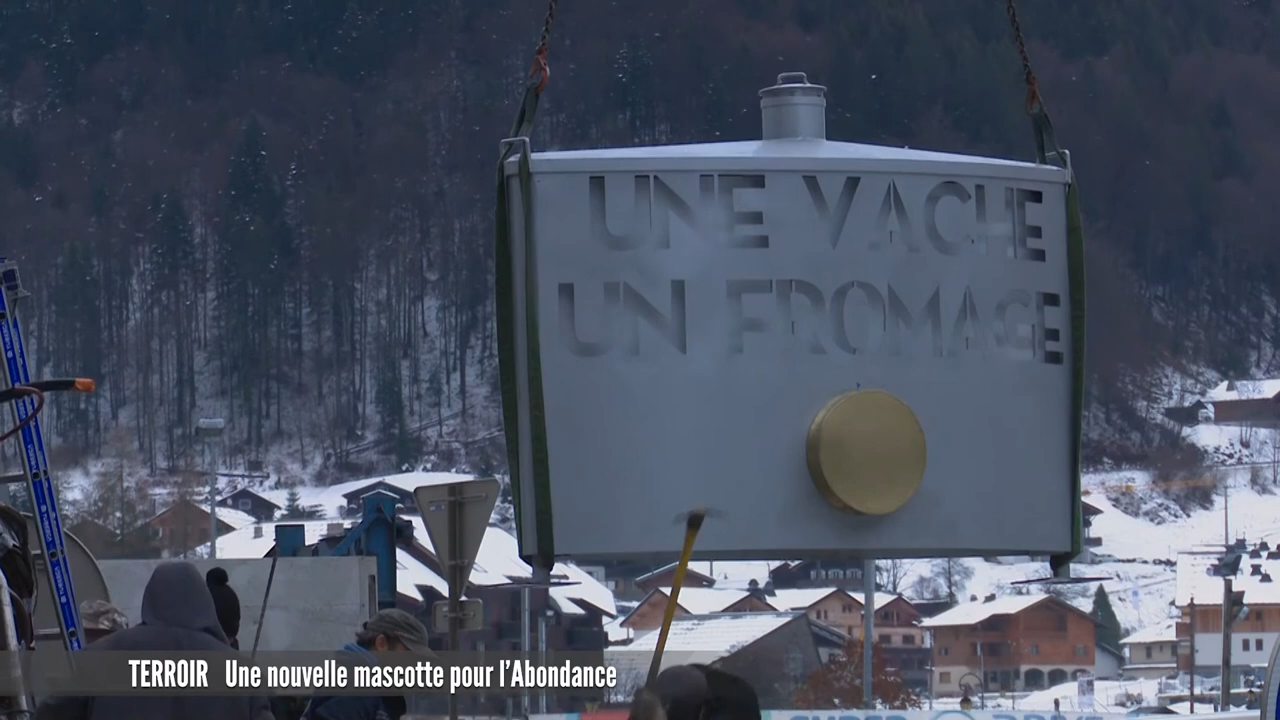 UNE VACHE
UN FROMAGE
TERROIR Une nouvelle mascotte pour l'Abondance